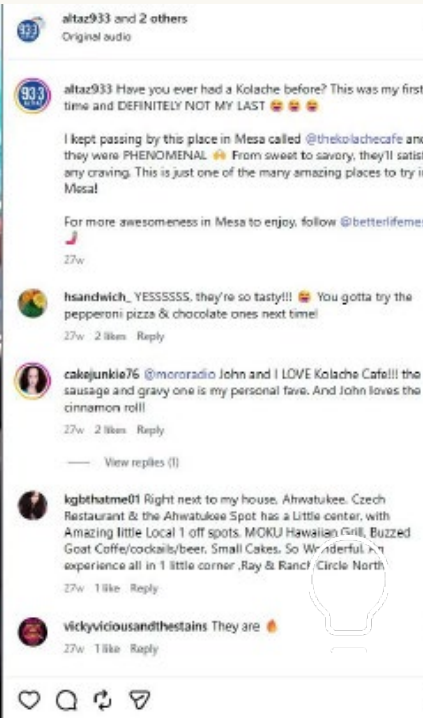 altaz933 and 2 others
Original audio
altaz933 Have you ever had a Kolache before? This was my first
time and DEFINITELY NOT MY LAST 😝 😝 😝
I kept passing by this place in Mesa called @thekolachecafe and
they were PHENOMENAL 🙌 From sweet to savory, they'll satis
any craving. This is just one of the many amazing places to try i
Mesa!
For more awesomeness in Mesa to enjoy, follow @betterlifemes
🤳
27w
hsandwich_ YESSSSSS, they're so tasty!!! 😝 You gotta try the
pepperoni pizza & chocolate ones next time!
27w 2 likes Reply
cakejunkie76 @mororadio John and I LOVE Kolache Cafe!!! the
sausage and gravy one is my personal fave. And John loves the
cinnamon roll!
27w 2 likes Reply
View replies (1)
kgbthatme01 Right next to my house. Ahwatukee. Czech
Restaurant & the Ahwatukee Spot has a Little center, with
Amazing little Local 1 off spots. MOKU Hawaiian Grill, Buzzed
Goat Coffe/cockails/beer. Small Cakes. So Wonderful. An
experience all in 1 little corner ,Ray & Ranch Circle North
27w 1 like Reply
vickyviciousandthestains They are 🔥
27w 1 like Reply